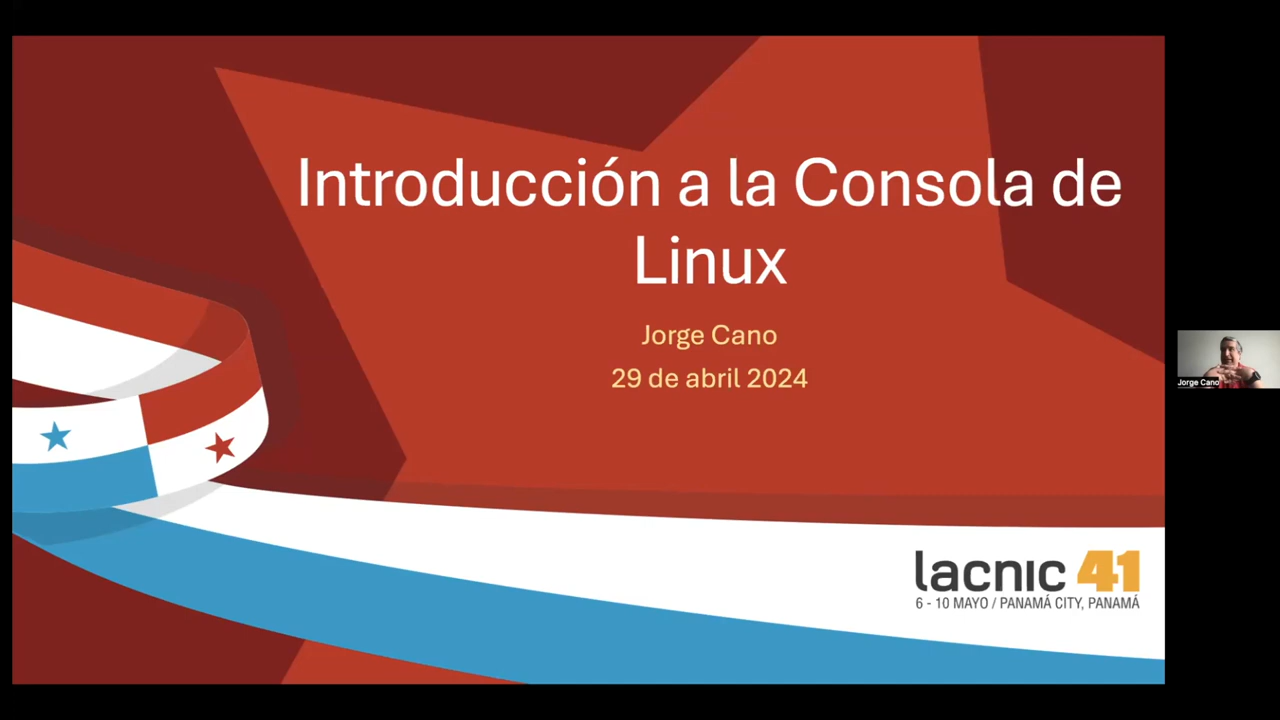 Introducción a la Consola de
Linux
Jorge Cano
29 de abril 2024
Jorge Cano
lacnic 41
6 - 10 MAYO / PANAMÁ CITY, PANAMÁ